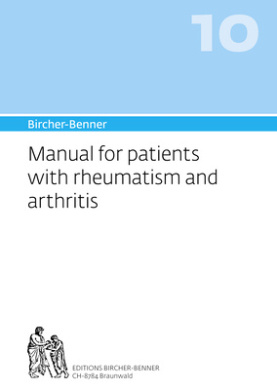 10
Bircher-Benner
Manual for patients
with rheumatism and
arthritis
EDITIONS BIRCHER-BENNER
CH-8784 Braunwald